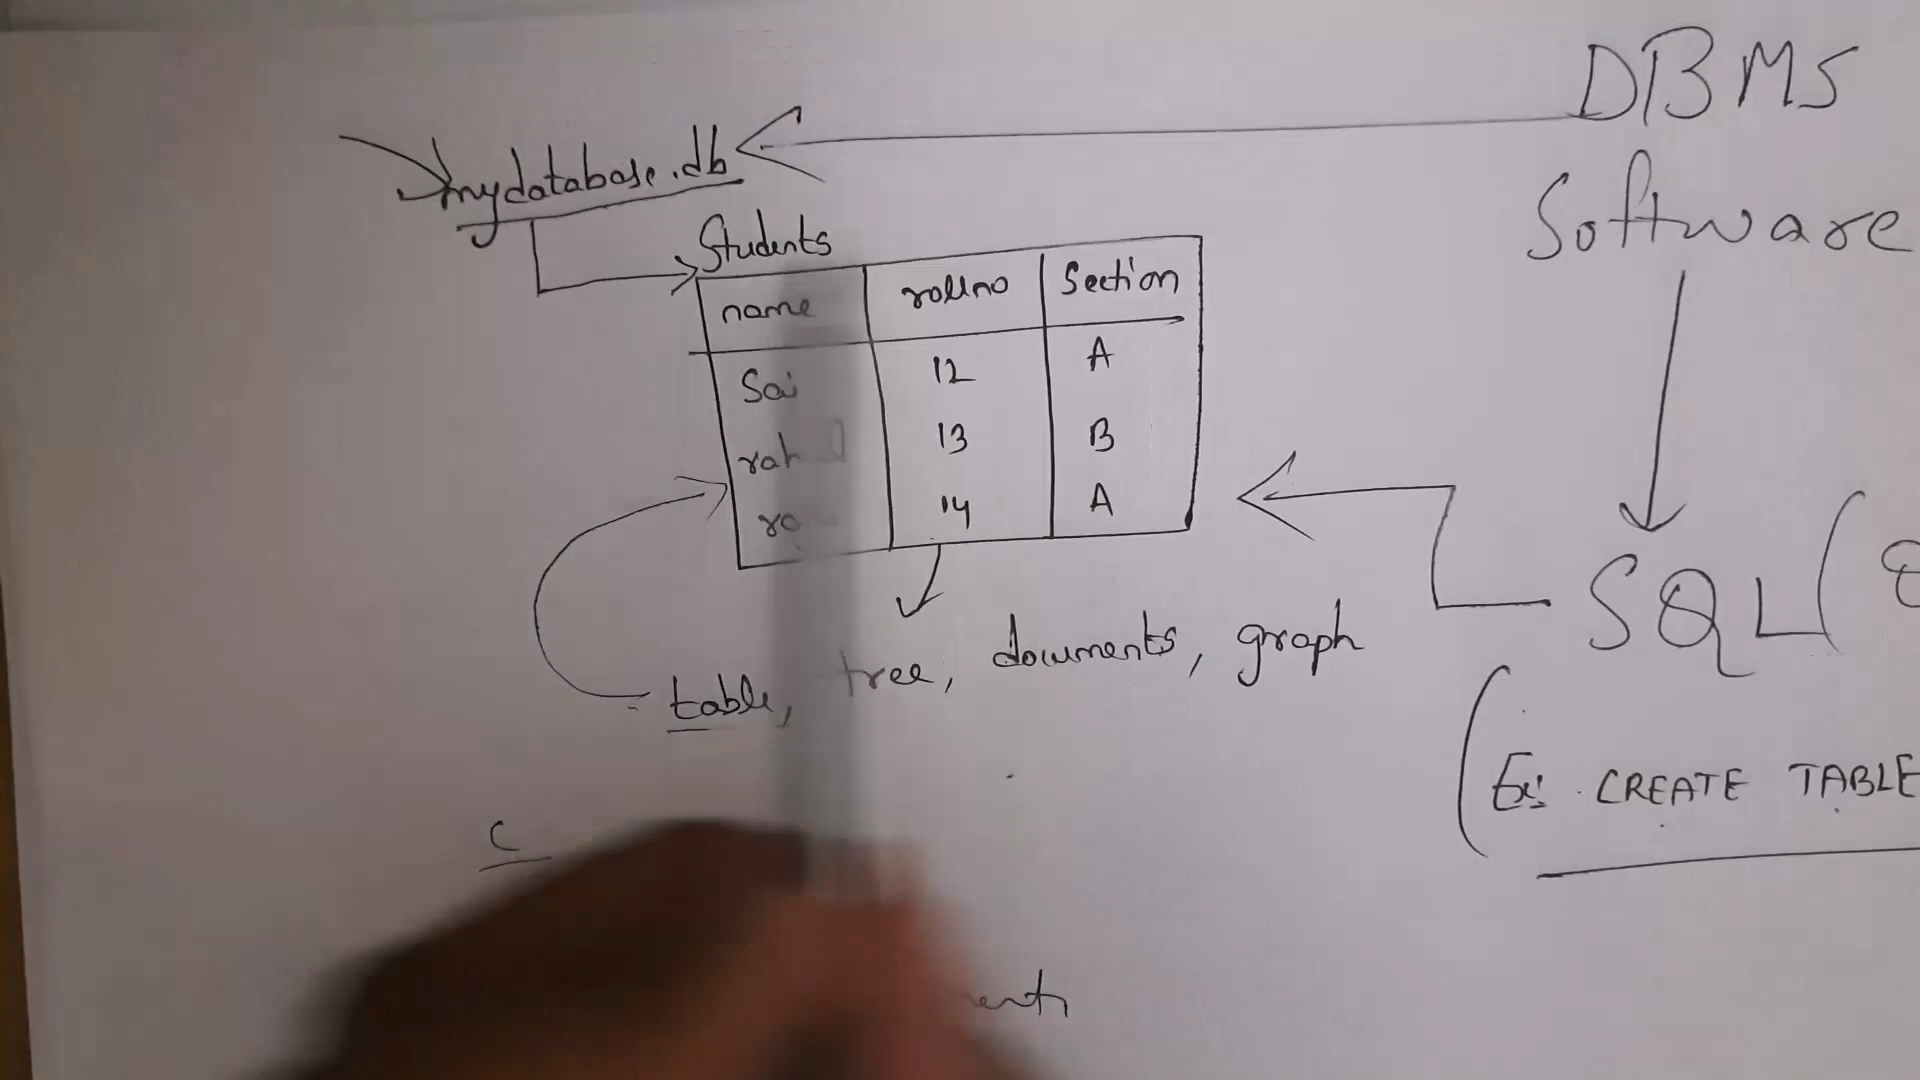 DBMS
mydatabase.db
Software
Students
name rollno Section
Sai 12 A
13 B
14 A
SQL (
table, tree, documents, graph
Ex: CREATE TABLE
C